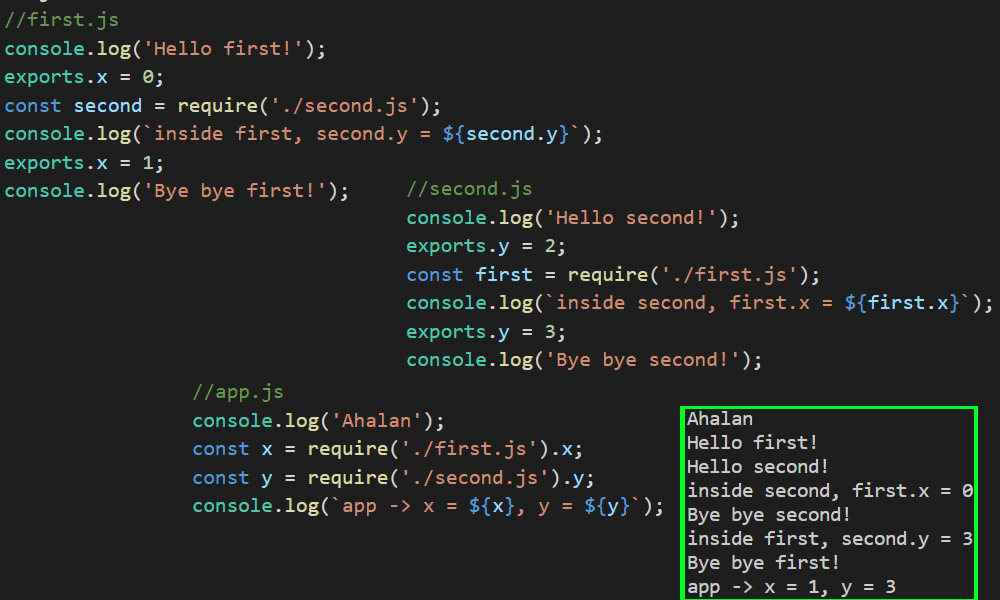 //first.js
console.log('Hello first!');
exports.x = 0;
const second = require('./second.js');
console.log(`inside first, second.y = ${second.y}`);
exports.x = 1;
console.log('Bye bye first!');
//second.js
console.log('Hello second!');
exports.y = 2;
const first = require('./first.js');
console.log(`inside second, first.x = ${first.x}`);
exports.y = 3;
console.log('Bye bye second!');
//app.js
console.log('Ahalan');
const x = require('./first.js').x;
const y = require('./second.js').y;
console.log(`app -> x = ${x}, y = ${y}`);
Ahalan
Hello first!
Hello second!
inside second, first.x = 0
Bye bye second!
inside first, second.y = 3
Bye bye first!
app -> x = 1, y = 3